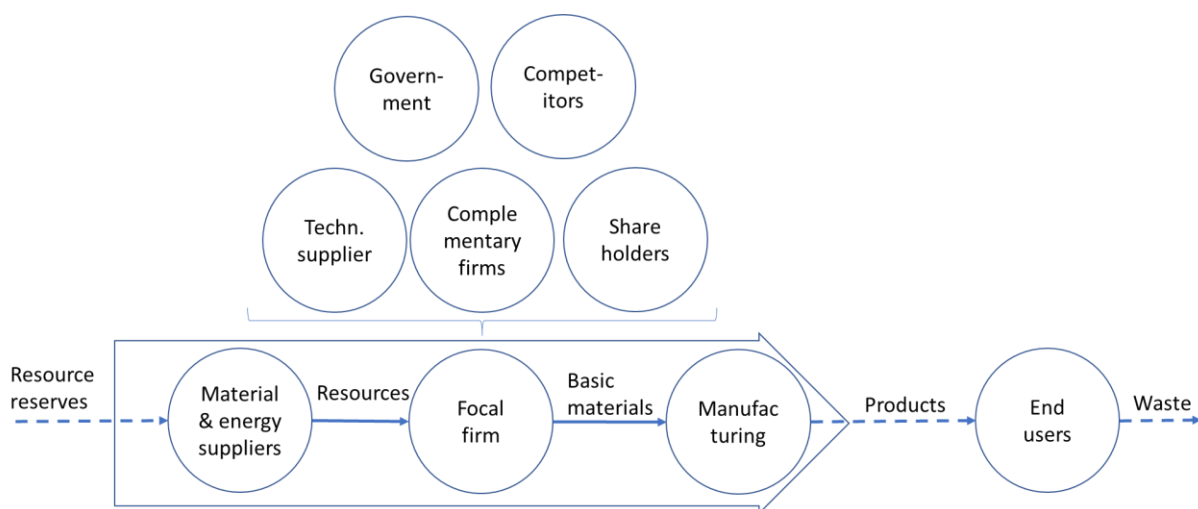 Govern-
ment
Compet-
itors
Techn.
supplier
Comple
mentary
firms
Share
holders
Resource
reserves
Material
& energy
suppliers
Resources
Focal
firm
Basic
materials
Manufac
turing
Products
End
users
Waste